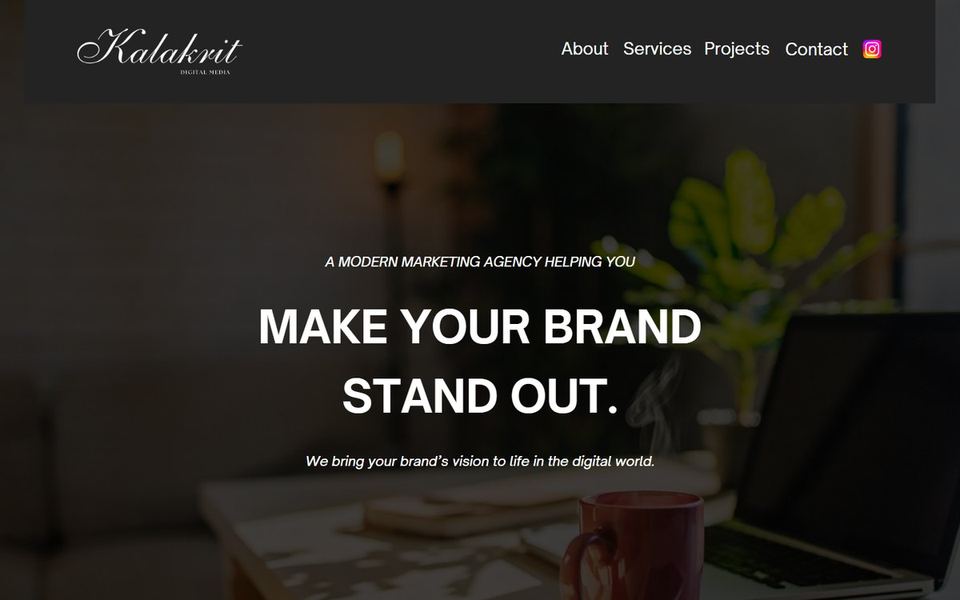 Kalakrit
DIGITAL MEDIA
About Services Projects Contact
A MODERN MARKETING AGENCY HELPING YOU
MAKE YOUR BRAND
STAND OUT.
We bring your brand’s vision to life in the digital world.